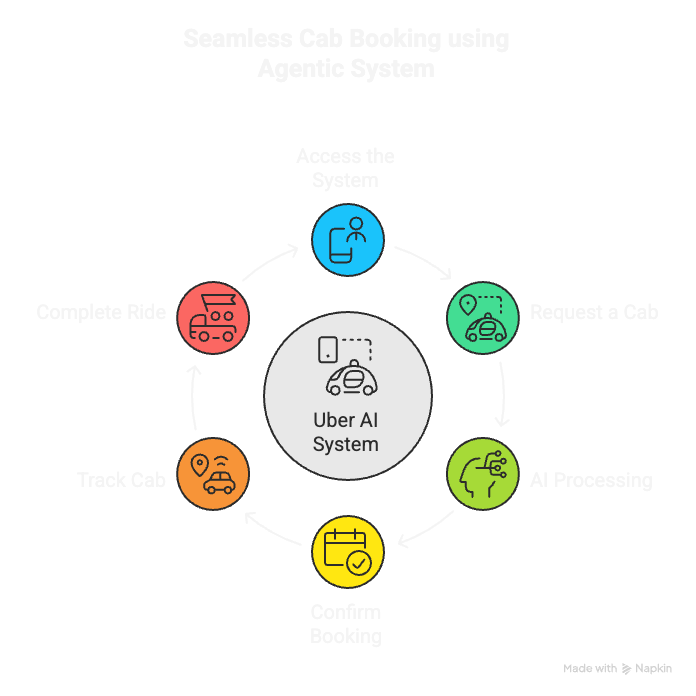 Seamless Cab Booking using
Agentic System
Access the
System
Complete Ride
Request a Cab
Uber AI
System
Track Cab
AI Processing
Confirm
Booking
Made with Napkin